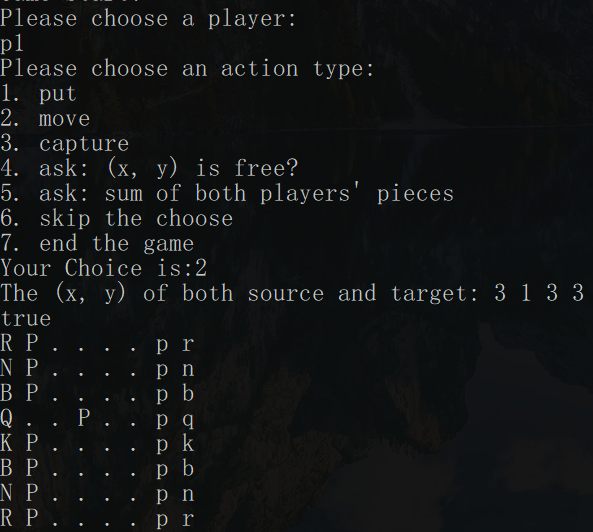 Please choose a player:
p1
Please choose an action type:
1. put
2. move
3. capture
4. ask: (x, y) is free?
5. ask: sum of both players' pieces
6. skip the choose
7. end the game
Your Choice is:2
The (x, y) of both source and target: 3 1 3 3
true
R P . . . . p r
N P . . . . p n
B P . . . . p b
Q . . P . . p q
K P . . . . p k
B P . . . . p b
N P . . . . p n
R P . . . . p r